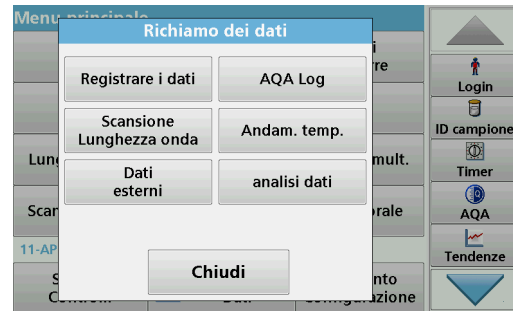 Menu principale
Richiamo dei dati
Registrare i dati
AQA Log
Scansione
Lunghezza onda
Andam. temp.
Dati
esterni
analisi dati
Chiudi
Login
ID campione
Timer
AQA
Tendenze